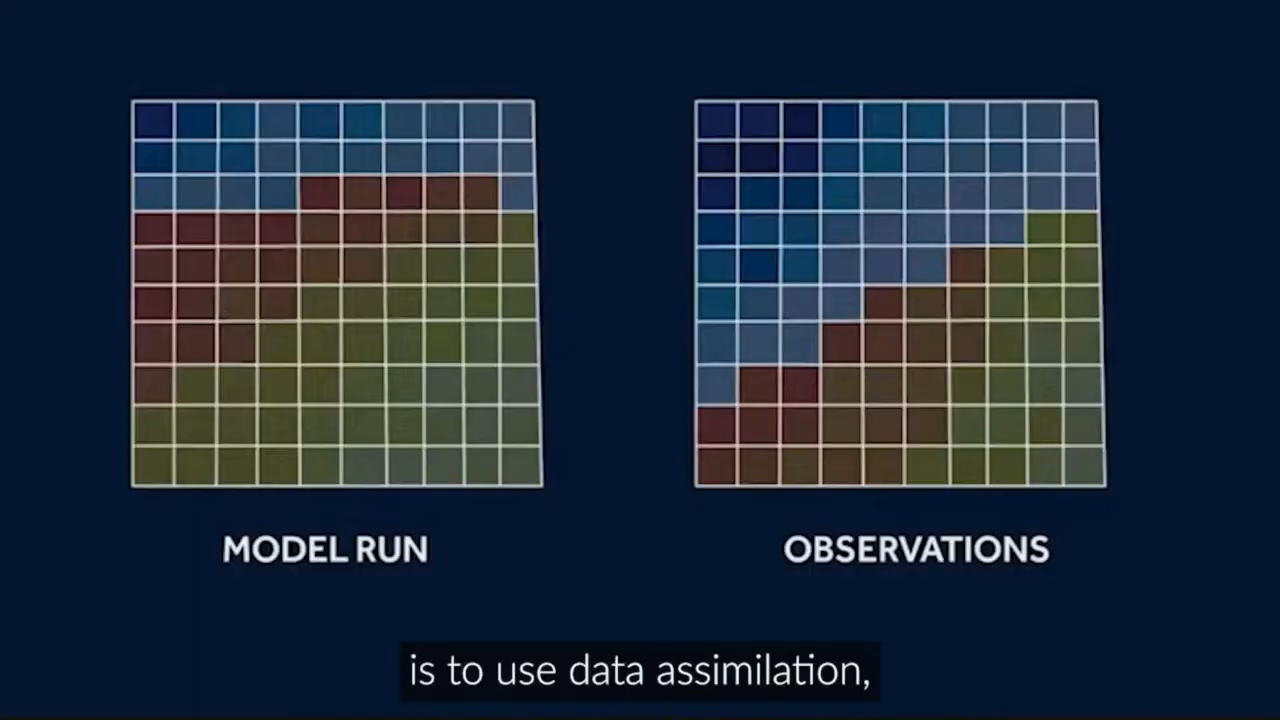 MODEL RUN
OBSERVATIONS
is to use data assimilation,